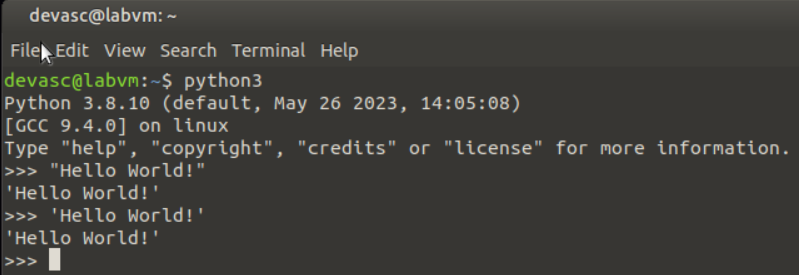 devasc@labvm: ~
File Edit View Search Terminal Help
devasc@labvm:~$ python3
Python 3.8.10 (default, May 26 2023, 14:05:08)
[GCC 9.4.0] on linux
Type "help", "copyright", "credits" or "license" for more information.
>>> "Hello World!"
'Hello World!'
>>> 'Hello World!'
'Hello World!'
>>>